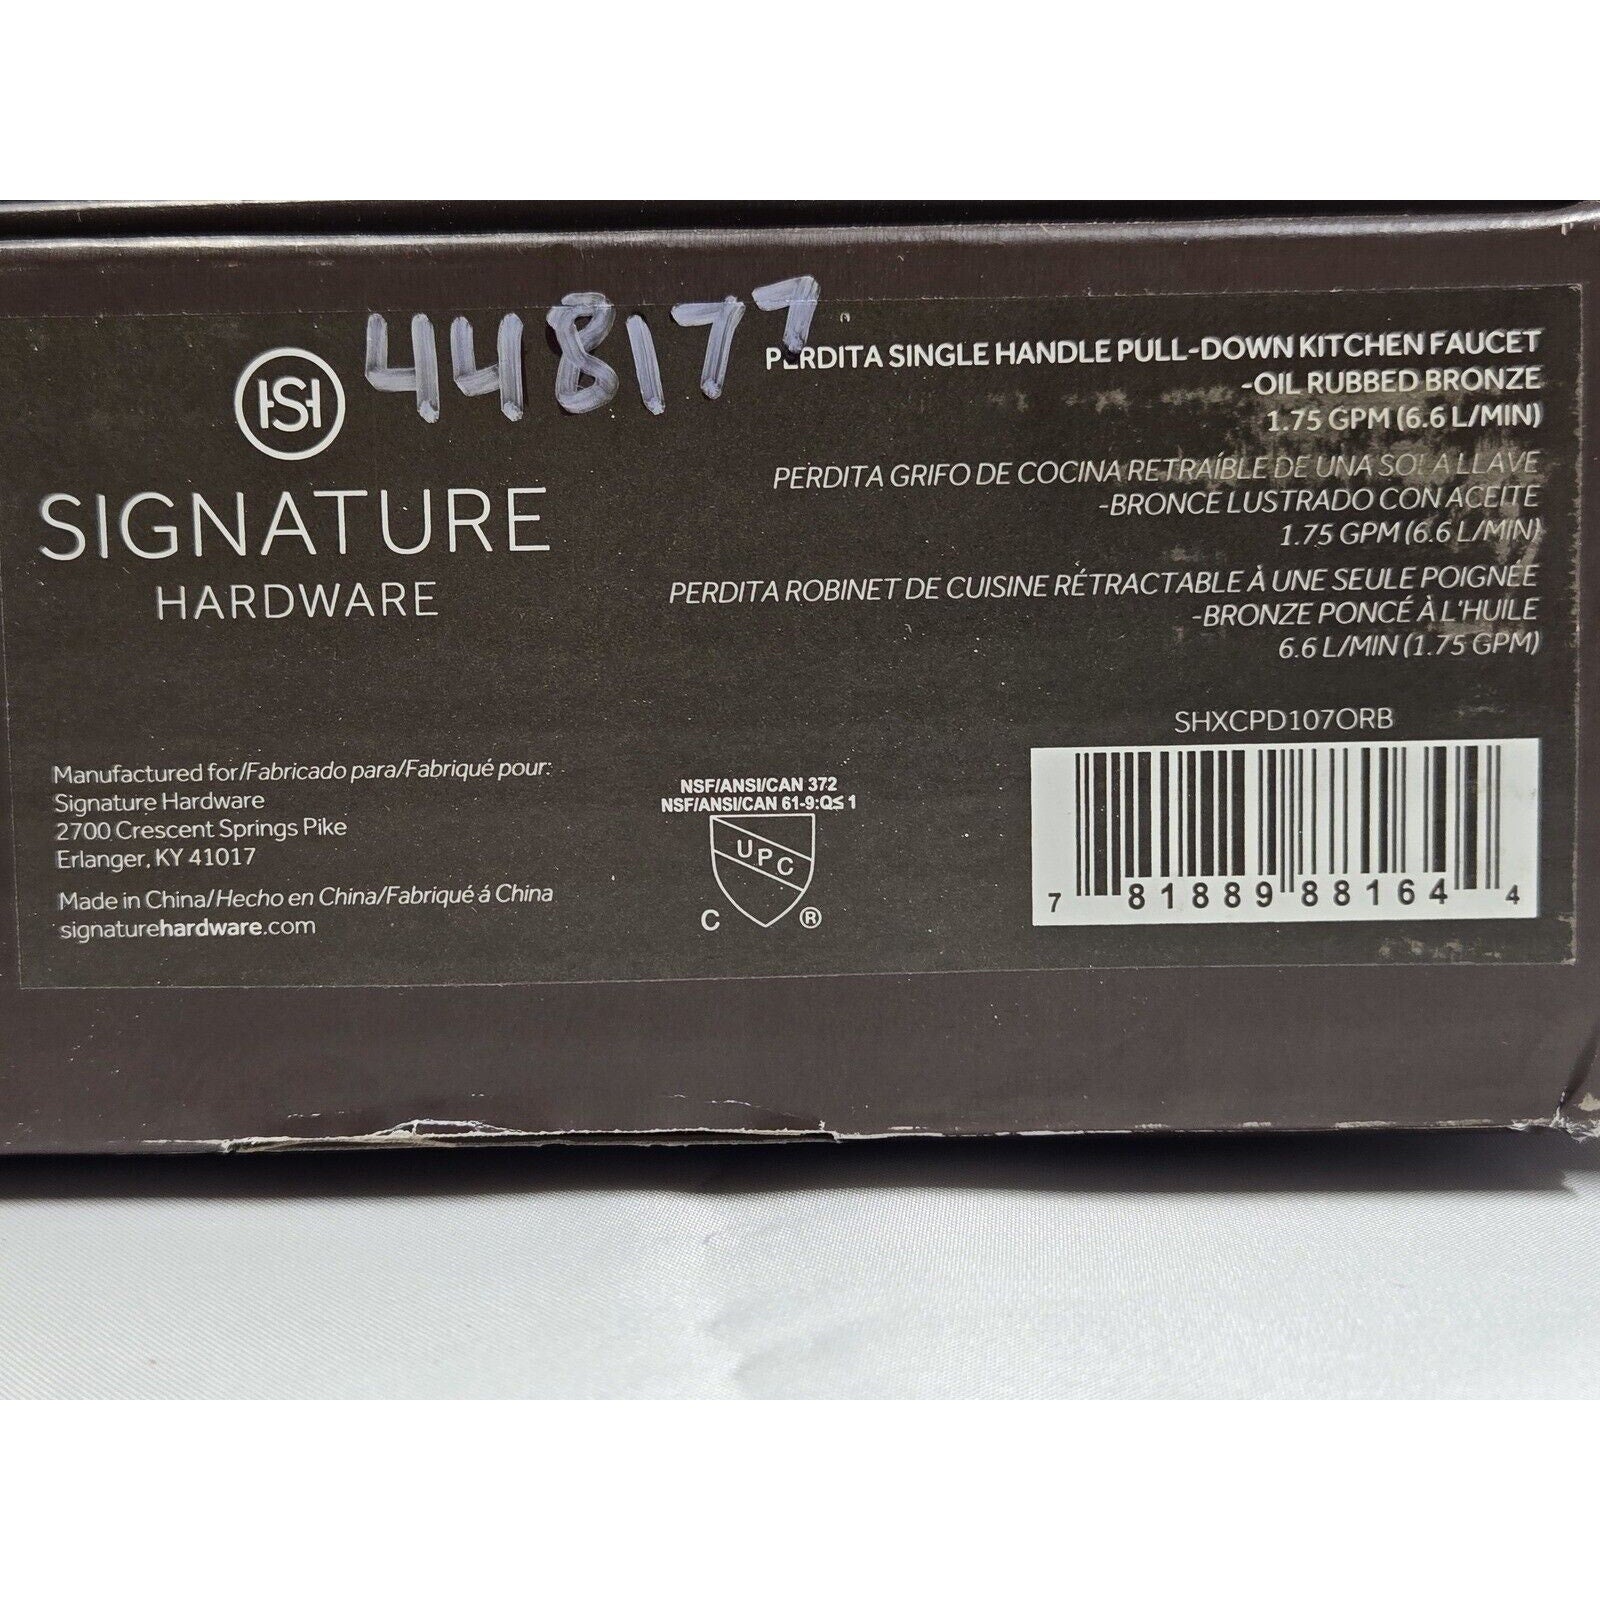 448177
SH
SIGNATURE
HARDWARE
PERDITA SINGLE HANDLE PULL-DOWN KITCHEN FAUCET
-OIL RUBBED BRONZE
1.75 GPM (6.6 L/MIN)
PERDITA GRIFO DE COCINA RETRAÍBLE DE UNA SOLA LLAVE
-BRONCE LUSTRADO CON ACEITE
1.75 GPM (6.6 L/MIN)
PERDITA ROBINET DE CUISINE RÉTRACTABLE À UNE SEULE POIGNÉE
-BRONZE PONCÉ À L'HUILE
6.6 L/MIN (1.75 GPM)
Manufactured for/Fabricado para/Fabriqué pour:
Signature Hardware
2700 Crescent Springs Pike
Erlanger, KY 41017
Made in China/Hecho en China/Fabriqué á China
signaturehardware.com
NSF/ANSI/CAN 372
NSF/ANSI/CAN 61-9:Q≤ 1
UPC
C ®
SHXCPD107ORB
7 81889 88164 4